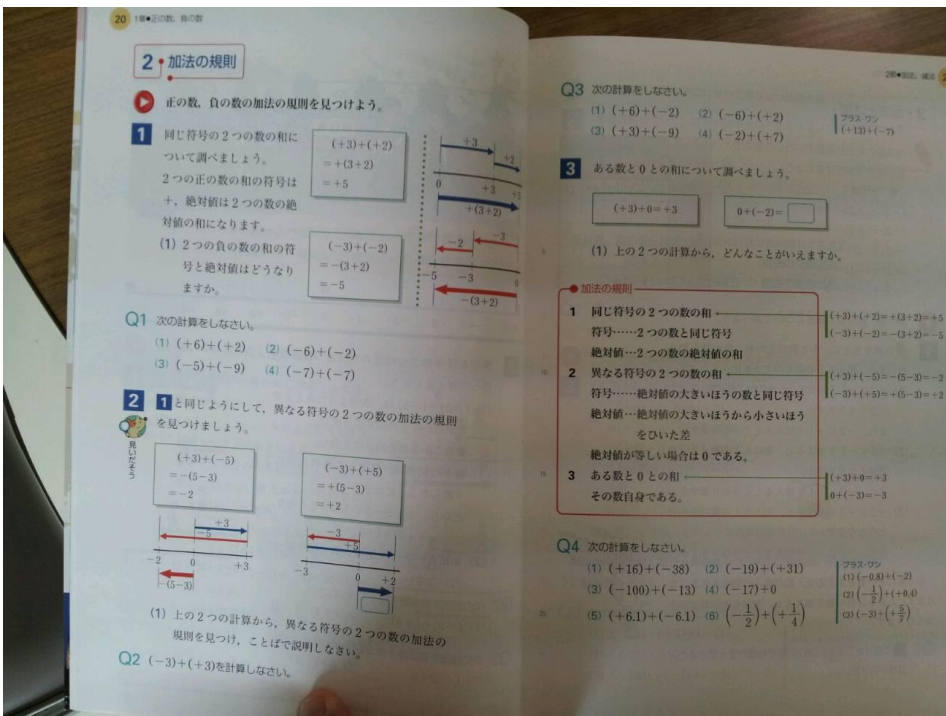 20 1章●正の数，負の数
2 加法の規則
正の数，負の数の加法の規則を見つけよう。
1 同じ符号の2つの数の和に
ついて調べましょう。
2つの正の数の和の符号は
＋，絶対値は2つの数の絶
対値の和になります。
(+3)+(+2)
=+(3+2)
=+5
+3
+2
0 +3 +5
+(3+2)
(1) 2つの負の数の和の符
号と絶対値はどうなり
ますか。
(-3)+(-2)
=-(3+2)
=-5
-2 -3
-5 -3 0
-(3+2)
Q1 次の計算をしなさい。
(1) (+6)+(+2) (2) (-6)+(-2)
(3) (-5)+(-9) (4) (-7)+(-7)
2 1と同じようにして，異なる符号の2つの数の加法の規則
を見つけましょう。
見いだそう
(+3)+(-5)
=-(5-3)
=-2
(-3)+(+5)
=+(5-3)
=+2
+3
-5
-2 0 +3
-(5-3)
-3
+5
-3 0 +2
(1) 上の2つの計算から，異なる符号の2つの数の加法の
規則を見つけ，ことばで説明しなさい。
Q2 (-3)+(+3)を計算しなさい。
2節●加法，減法
Q3 次の計算をしなさい。
(1) (+6)+(-2) (2) (-6)+(+2)
(3) (+3)+(-9) (4) (-2)+(+7)
プラス・ワン
(+13)+(-7)
3 ある数と0との和について調べましょう。
(+3)+0=+3
0+(-2)=
(1) 上の2つの計算から，どんなことがいえますか。
加法の規則
1 同じ符号の2つの数の和
符号……2つの数と同じ符号
絶対値…2つの数の絶対値の和
(+3)+(+2)=+(3+2)=+5
(-3)+(-2)=-(3+2)=-5
2 異なる符号の2つの数の和
符号……絶対値の大きいほうの数と同じ符号
絶対値…絶対値の大きいほうから小さいほう
をひいた差
絶対値が等しい場合は0である。
(+3)+(-5)=-(5-3)=-2
(-3)+(+5)=+(5-3)=+2
3 ある数と0との和
その数自身である。
(+3)+0=+3
0+(-3)=-3
Q4 次の計算をしなさい。
(1) (+16)+(-38) (2) (-19)+(+31)
(3) (-100)+(-13) (4) (-17)+0
(5) (+6.1)+(-6.1) (6) (-1/2)+(+1/4)
プラス・ワン
(1) (-0.8)+(-2)
(2) (-1/2)+(+0.4)
(3) (-3)+(+5/2)